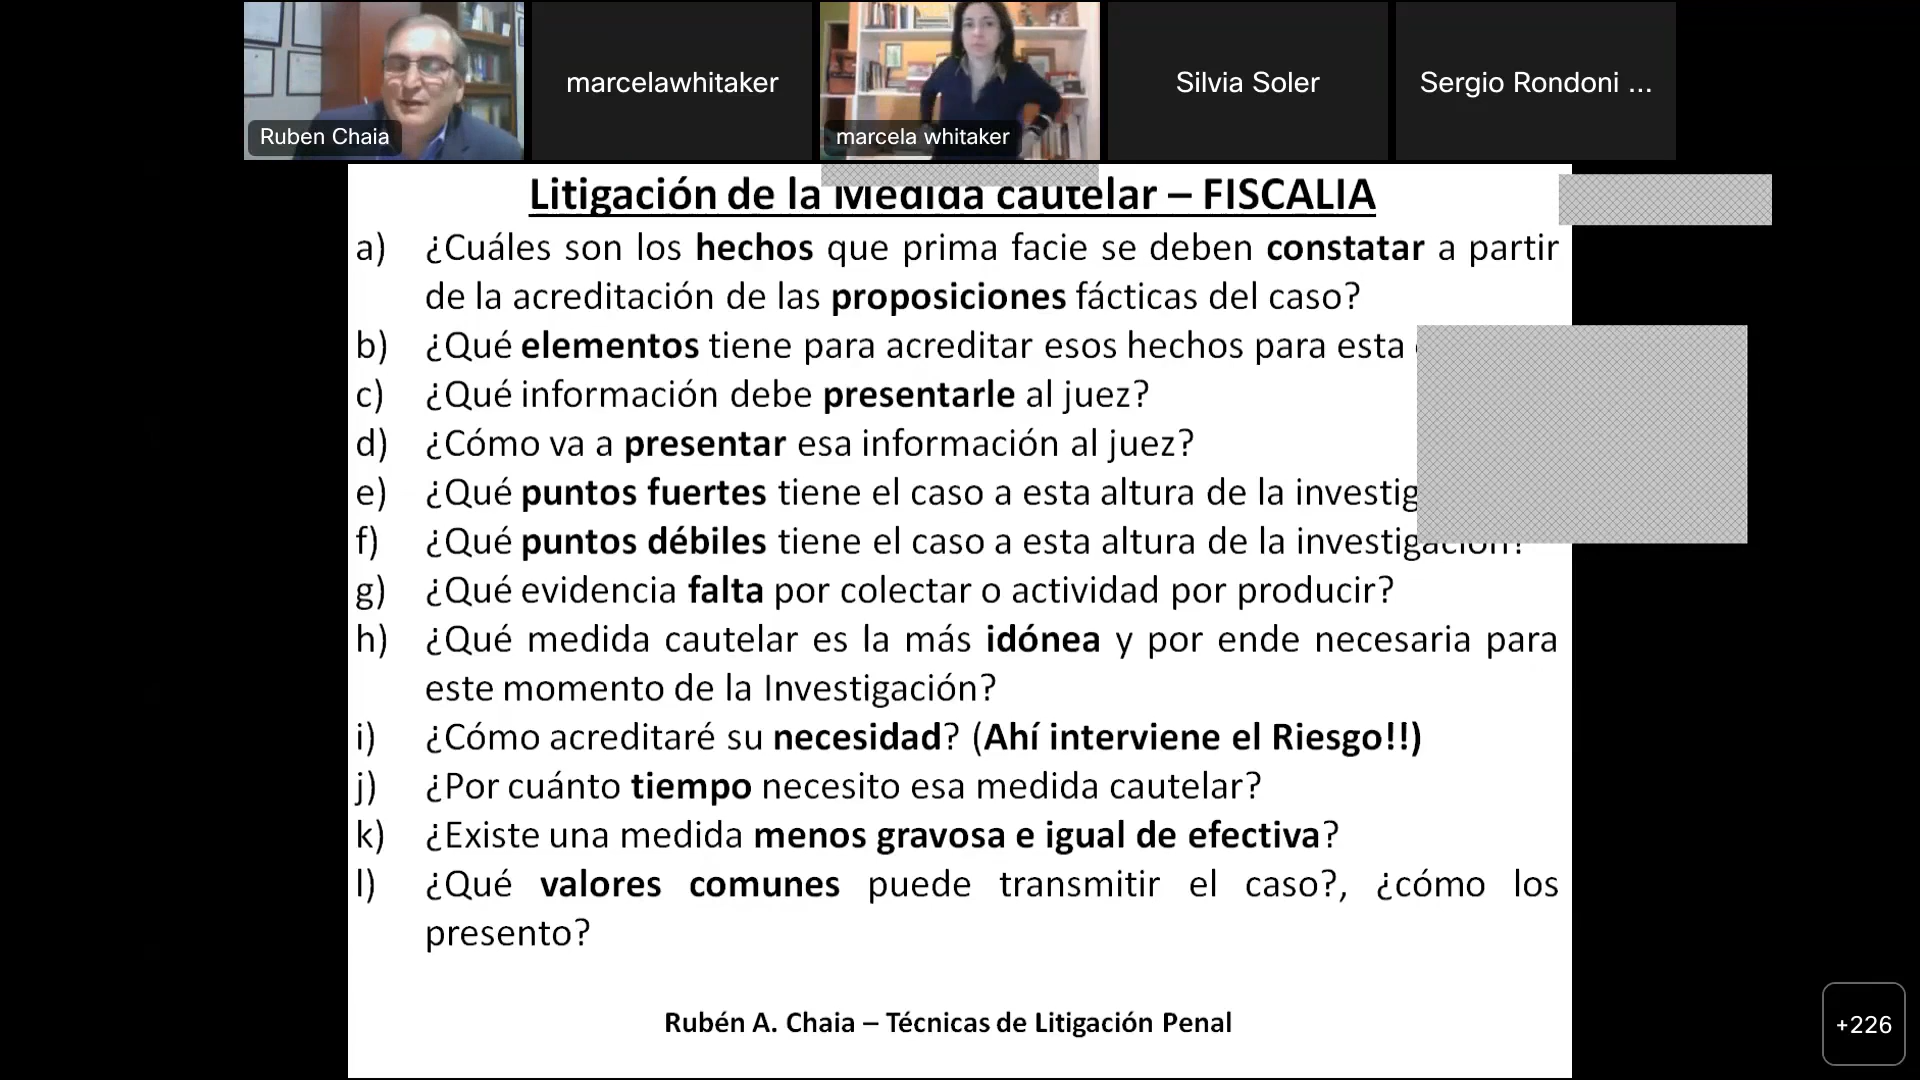 Ruben Chaia
marcelawhitaker
marcela whitaker
Silvia Soler
Sergio Rondoni ...
Litigación de la Medida cautelar – FISCALIA
a) ¿Cuáles son los hechos que prima facie se deben constatar a partir
de la acreditación de las proposiciones fácticas del caso?
b) ¿Qué elementos tiene para acreditar esos hechos para esta
c) ¿Qué información debe presentarle al juez?
d) ¿Cómo va a presentar esa información al juez?
e) ¿Qué puntos fuertes tiene el caso a esta altura de la
f) ¿Qué puntos débiles tiene el caso a esta altura de la investigación?
g) ¿Qué evidencia falta por colectar o actividad por producir?
h) ¿Qué medida cautelar es la más idónea y por ende necesaria para
este momento de la Investigación?
i) ¿Cómo acreditaré su necesidad? (Ahí interviene el Riesgo!!)
j) ¿Por cuánto tiempo necesito esa medida cautelar?
k) ¿Existe una medida menos gravosa e igual de efectiva?
l) ¿Qué valores comunes puede transmitir el caso?, ¿cómo los
presento?
Rubén A. Chaia – Técnicas de Litigación Penal
+226